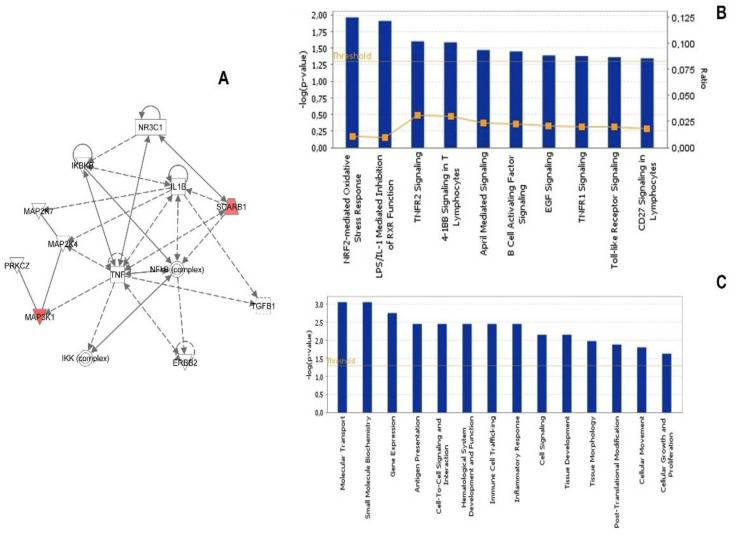 A
NR3C1
IKBKB
IL1B
SCARB1
MAP2K7
MAP2K4
PRKCZ
TNF
NFkB (complex)
TGFB1
MAP3K1
IKK (complex)
ERBB2
B
-log(p-value)
2,00
1,75
1,50
1,25
1,00
0,75
0,50
0,25
0,00
Threshold
0,125
0,100
0,075
0,050
0,025
0,000
Ratio
NRF2-mediated Oxidative
Stress Response
LPS/IL-1 Mediated Inhibition
of RXR Function
TNFR2 Signaling
4-1BB Signaling in T
Lymphocytes
April Mediated Signaling
B Cell Activating Factor
Signaling
EGF Signaling
TNFR1 Signaling
Toll-like Receptor Signaling
CD27 Signaling in
Lymphocytes
C
-log(p-value)
3,0
2,5
2,0
1,5
1,0
0,5
0,0
Threshold
Molecular Transport
Small Molecule Biochemistry
Gene Expression
Antigen Presentation
Cell-To-Cell Signaling and
Interaction
Hematological System
Development and Function
Immune Cell Trafficking
Inflammatory Response
Cell Signaling
Tissue Development
Tissue Morphology
Post-Translational Modification
Cellular Movement
Cellular Growth and
Proliferation